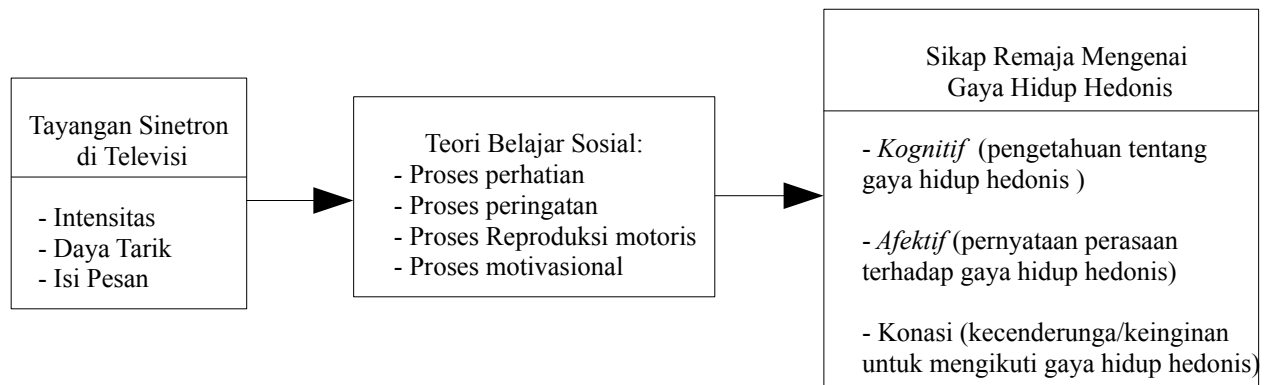 Tayangan Sinetron
di Televisi
- Intensitas
- Daya Tarik
- Isi Pesan
Teori Belajar Sosial:
- Proses perhatian
- Proses peringatan
- Proses Reproduksi motoris
- Proses motivasional
Sikap Remaja Mengenai
Gaya Hidup Hedonis
- Kognitif (pengetahuan tentang
gaya hidup hedonis )
- Afektif (pernyataan perasaan
terhadap gaya hidup hedonis)
- Konasi (kecenderunga/keinginan
untuk mengikuti gaya hidup hedonis)